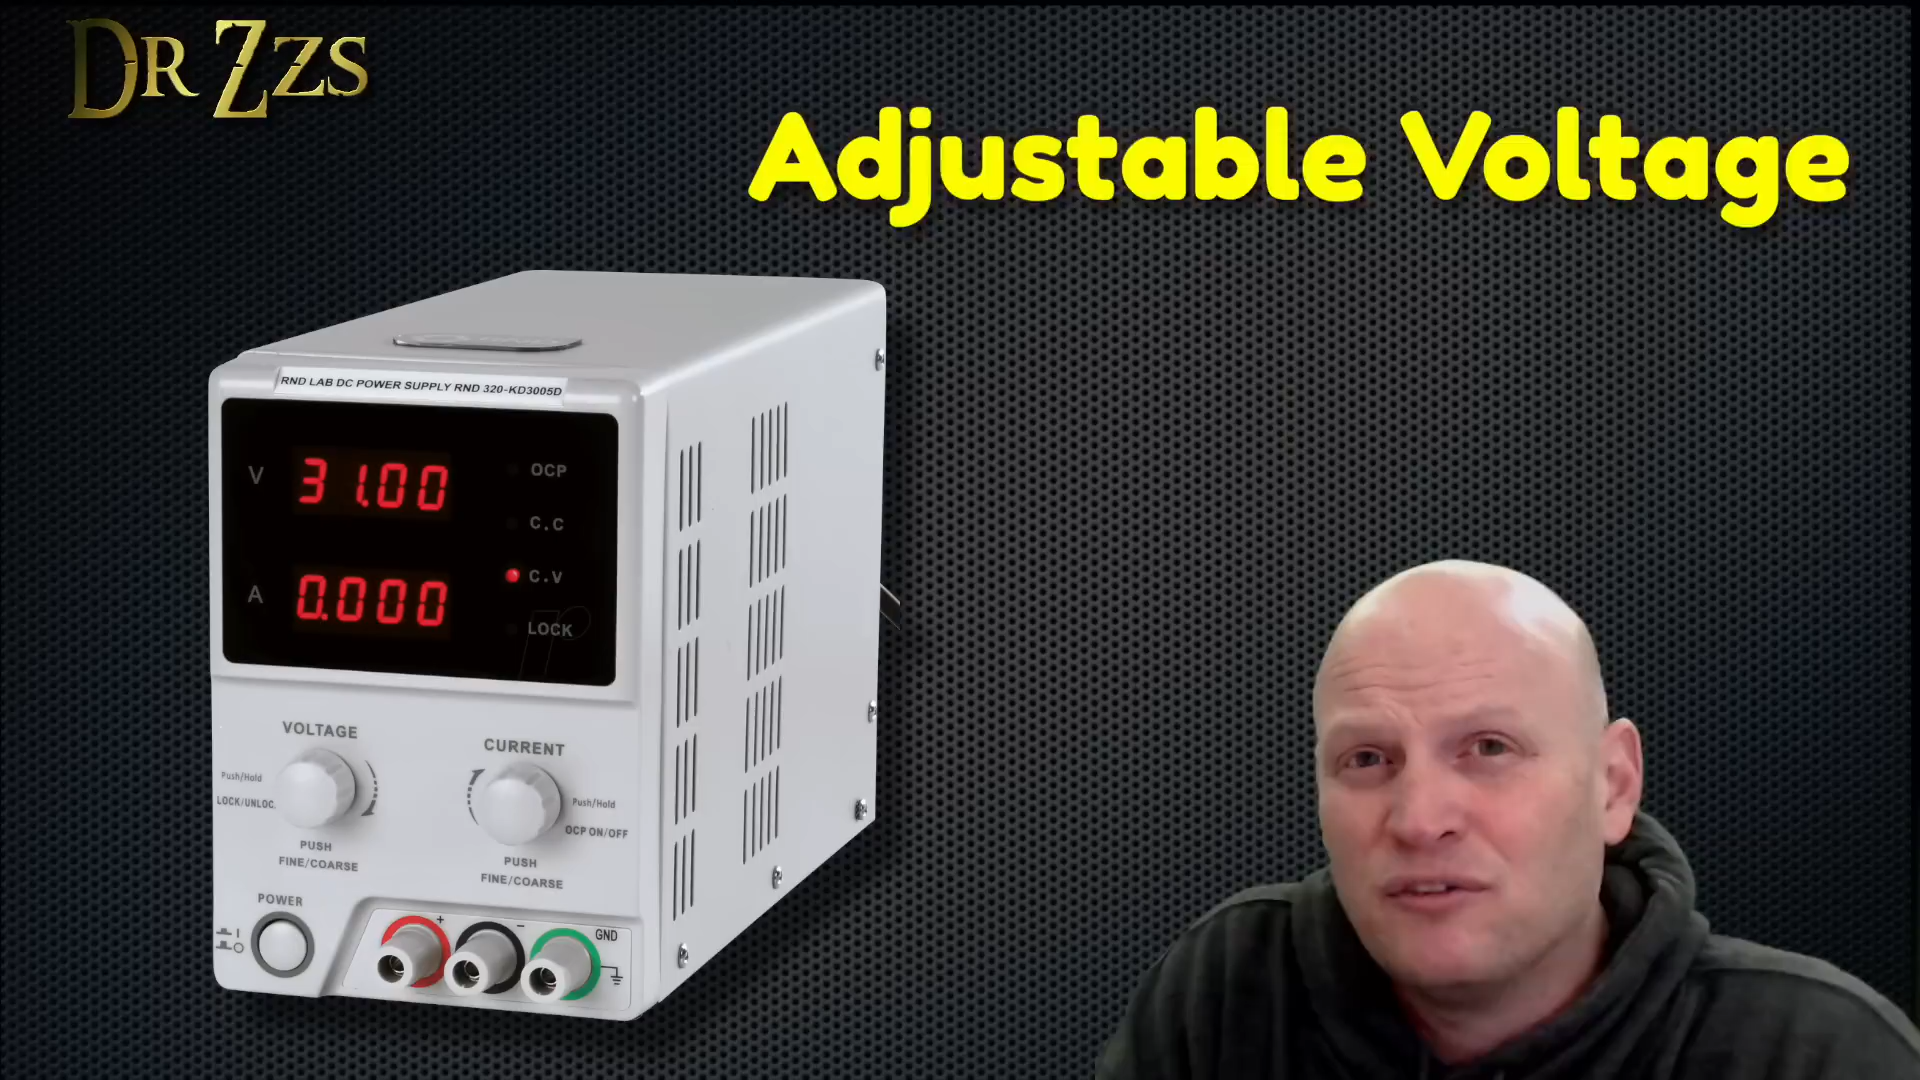 DR ZZS
Adjustable Voltage
RND LAB DC POWER SUPPLY RND 320-KD3005D
V 31.00 OCP
C.C
A 0.000 C.V
LOCK
VOLTAGE
CURRENT
Push/Hold
LOCK/UNLOC.
Push/Hold
OCP ON/OFF
PUSH
FINE/COARSE
PUSH
FINE/COARSE
POWER
+ − GND
I
O